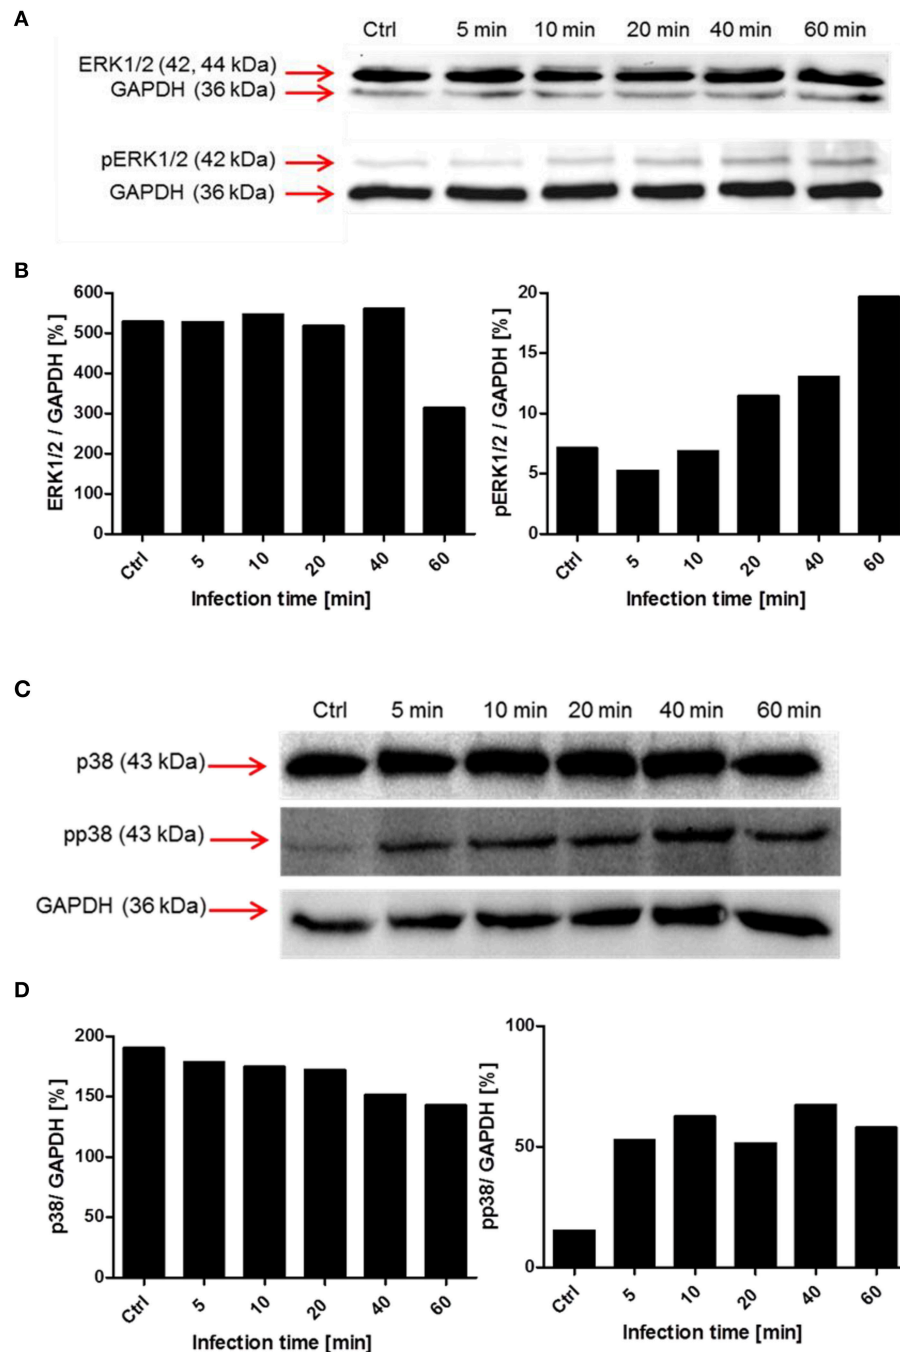 A
Ctrl 5 min 10 min 20 min 40 min 60 min
ERK1/2 (42, 44 kDa)
GAPDH (36 kDa)
pERK1/2 (42 kDa)
GAPDH (36 kDa)
B
ERK1/2 / GAPDH [%]
600
500
400
300
200
100
0
Ctrl 5 10 20 40 60
Infection time [min]
pERK1/2 / GAPDH [%]
20
15
10
5
0
Ctrl 5 10 20 40 60
Infection time [min]
C
Ctrl 5 min 10 min 20 min 40 min 60 min
p38 (43 kDa)
pp38 (43 kDa)
GAPDH (36 kDa)
D
p38/ GAPDH [%]
200
150
100
50
0
Ctrl 5 10 20 40 60
Infection time [min]
pp38/ GAPDH [%]
100
50
0
Ctrl 5 10 20 40 60
Infection time [min]